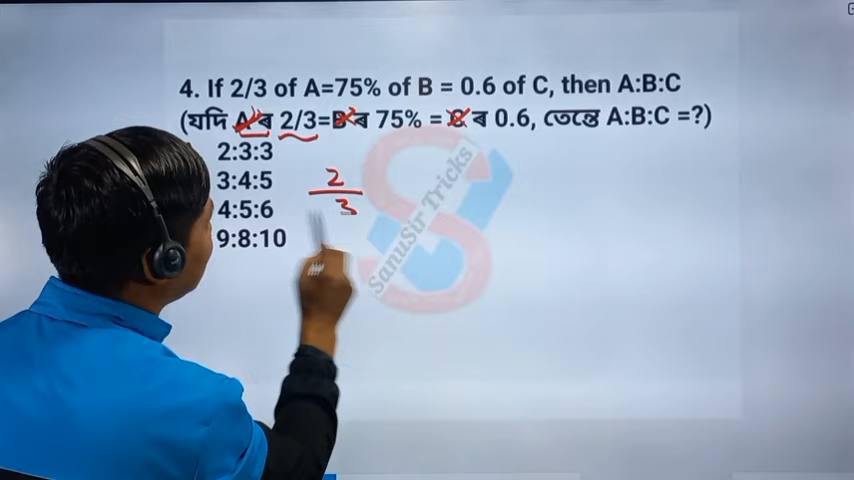 4. If 2/3 of A=75% of B = 0.6 of C, then A:B:C
(যদি Aৰ 2/3=Bৰ 75% = Cৰ 0.6, তেন্তে A:B:C =?)
2:3:3
3:4:5
4:5:6
9:8:10
2
3
SanuSir Tricks